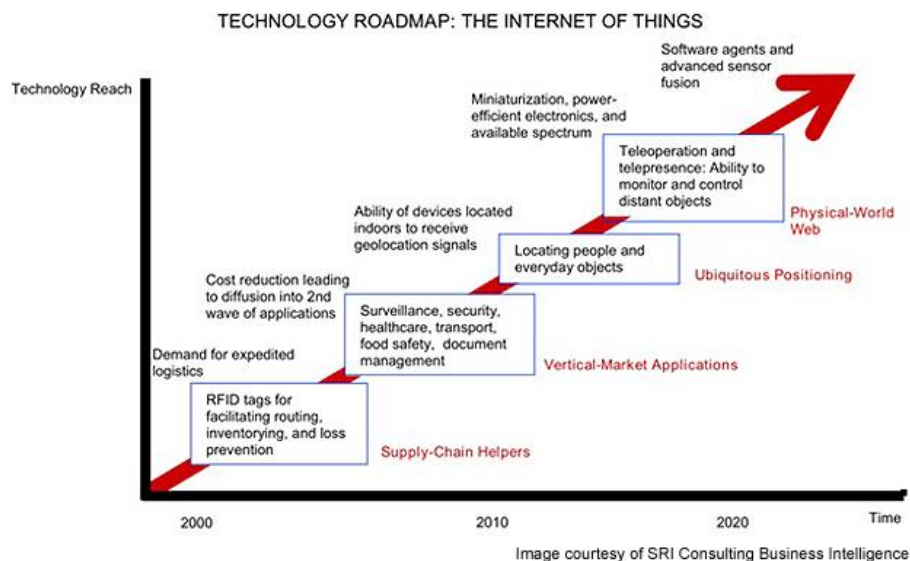 TECHNOLOGY ROADMAP: THE INTERNET OF THINGS
Technology Reach
Software agents and
advanced sensor
fusion
Miniaturization, power-
efficient electronics, and
available spectrum
Teleoperation and
telepresence: Ability to
monitor and control
distant objects
Physical-World
Web
Ability of devices located
indoors to receive
geolocation signals
Locating people and
everyday objects
Ubiquitous Positioning
Cost reduction leading
to diffusion into 2nd
wave of applications
Surveillance, security,
healthcare, transport,
food safety, document
management
Vertical-Market Applications
Demand for expedited
logistics
RFID tags for
facilitating routing,
inventorying, and loss
prevention
Supply-Chain Helpers
2000
2010
2020
Time
Image courtesy of SRI Consulting Business Intelligence